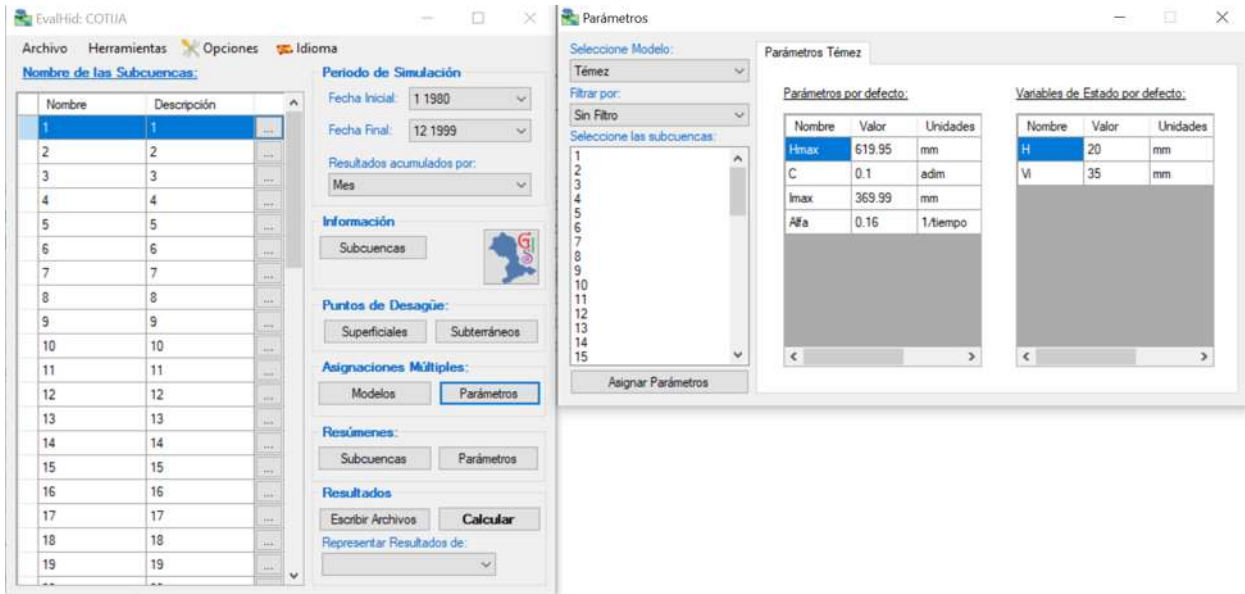 EvalHid: COTIJA
Archivo Herramientas Opciones Idioma
Nombre de las Subcuencas:
Nombre Descripción
1 1 ...
2 2 ...
3 3 ...
4 4 ...
5 5 ...
6 6 ...
7 7 ...
8 8 ...
9 9 ...
10 10 ...
11 11 ...
12 12 ...
13 13 ...
14 14 ...
15 15 ...
16 16 ...
17 17 ...
18 18 ...
19 19 ...
Periodo de Simulación
Fecha Inicial: 1 1980
Fecha Final: 12 1999
Resultados acumulados por:
Mes
Información
Subcuencas
GIS
Puntos de Desagüe:
Superficiales Subterráneos
Asignaciones Múltiples:
Modelos Parámetros
Resúmenes:
Subcuencas Parámetros
Resultados
Escribir Archivos Calcular
Representar Resultados de:
Parámetros
Seleccione Modelo:
Témez
Filtrar por:
Sin Filtro
Seleccione las subcuencas:
1
2
3
4
5
6
7
8
9
10
11
12
13
14
15
Asignar Parámetros
Parámetros Témez
Parámetros por defecto:
Nombre Valor Unidades
Hmax 619.95 mm
C 0.1 adim
Imax 369.99 mm
Alfa 0.16 1/tiempo
Variables de Estado por defecto:
Nombre Valor Unidades
H 20 mm
Vi 35 mm